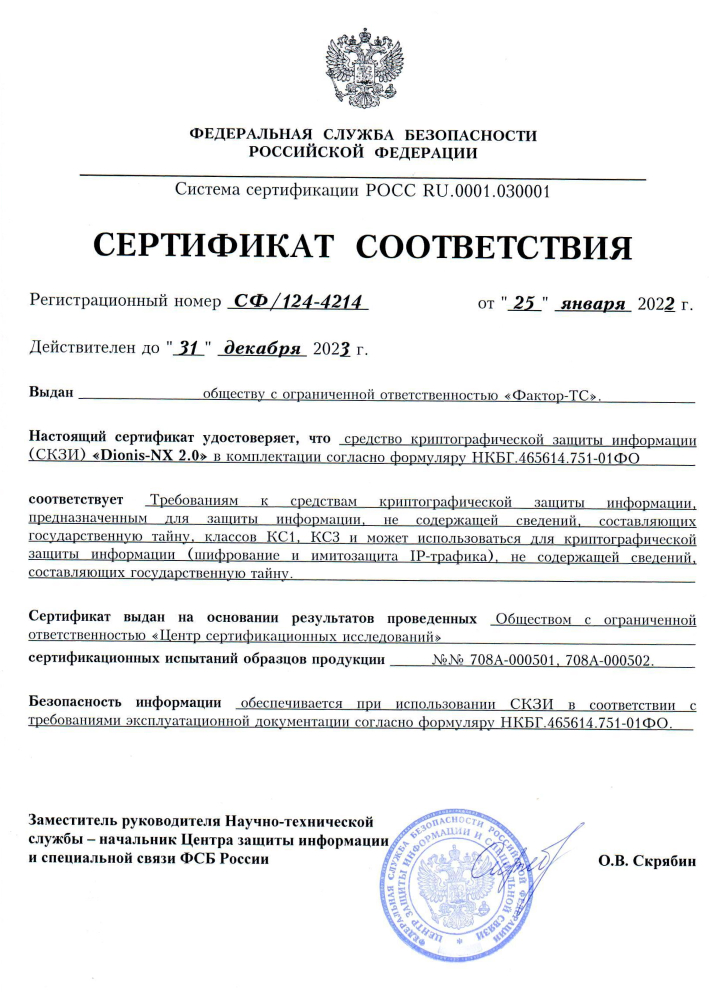 ФЕДЕРАЛЬНАЯ СЛУЖБА БЕЗОПАСНОСТИ
РОССИЙСКОЙ ФЕДЕРАЦИИ
Система сертификации РОСС RU.0001.030001
СЕРТИФИКАТ СООТВЕТСТВИЯ
Регистрационный номер СФ/124-4214 от "25" января 2022 г.
Действителен до "31" декабря 2023 г.
Выдан обществу с ограниченной ответственностью «Фактор-ТС».
Настоящий сертификат удостоверяет, что средство криптографической защиты информации
(СКЗИ) «Dionis-NX 2.0» в комплектации согласно формуляру НКБГ.465614.751-01ФО
соответствует Требованиям к средствам криптографической защиты информации,
предназначенным для защиты информации, не содержащей сведений, составляющих
государственную тайну, классов КС1, КС3 и может использоваться для криптографической
защиты информации (шифрование и имитозащита IP-трафика), не содержащей сведений,
составляющих государственную тайну.
Сертификат выдан на основании результатов проведенных Обществом с ограниченной
ответственностью «Центр сертификационных исследований»
сертификационных испытаний образцов продукции №№ 708А-000501, 708А-000502.
Безопасность информации обеспечивается при использовании СКЗИ в соответствии с
требованиями эксплуатационной документации согласно формуляру НКБГ.465614.751-01ФО.
Заместитель руководителя Научно-технической
службы – начальник Центра защиты информации
и специальной связи ФСБ России
О.В. Скрябин
ФЕДЕРАЛЬНАЯ СЛУЖБА БЕЗОПАСНОСТИ РОССИЙСКОЙ ФЕДЕРАЦИИ
ЦЕНТР ЗАЩИТЫ ИНФОРМАЦИИ И СПЕЦИАЛЬНОЙ СВЯЗИ